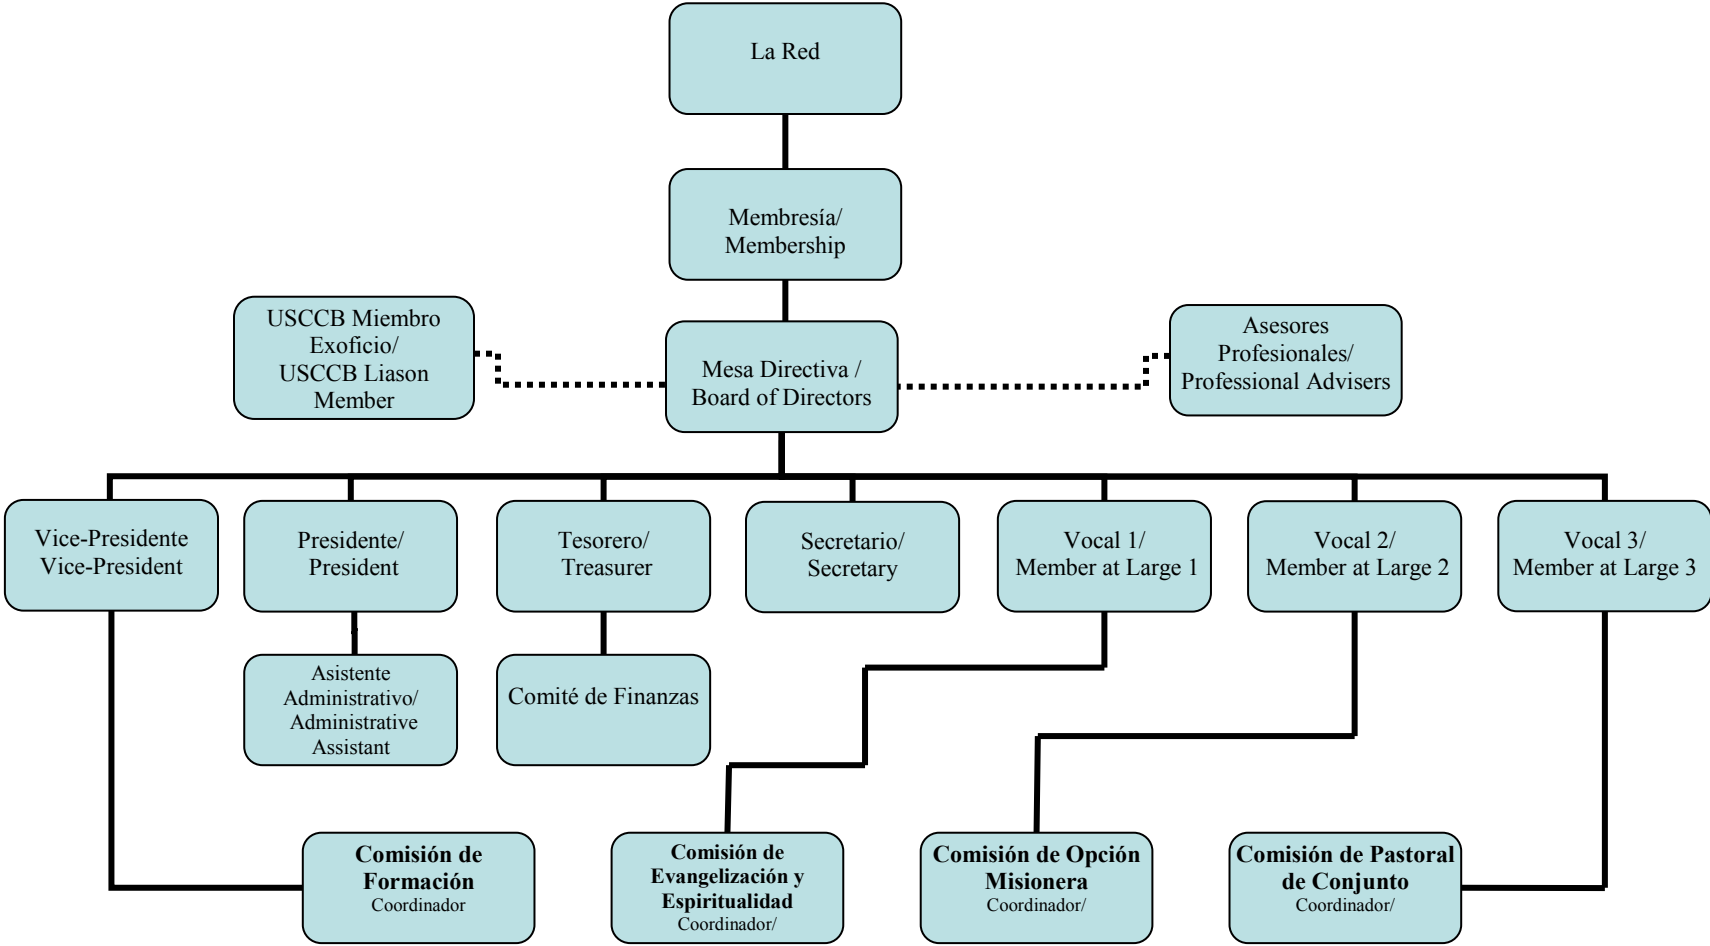 La Red
Membresía/
Membership
USCCB Miembro
Exoficio/
USCCB Liason
Member
Mesa Directiva /
Board of Directors
Asesores
Profesionales/
Professional Advisers
Vice-Presidente
Vice-President
Presidente/
President
Tesorero/
Treasurer
Secretario/
Secretary
Vocal 1/
Member at Large 1
Vocal 2/
Member at Large 2
Vocal 3/
Member at Large 3
Asistente
Administrativo/
Administrative
Assistant
Comité de Finanzas
Comisión de
Formación
Coordinador
Comisión de
Evangelización y
Espiritualidad
Coordinador/
Comisión de Opción
Misionera
Coordinador/
Comisión de Pastoral
de Conjunto
Coordinador/